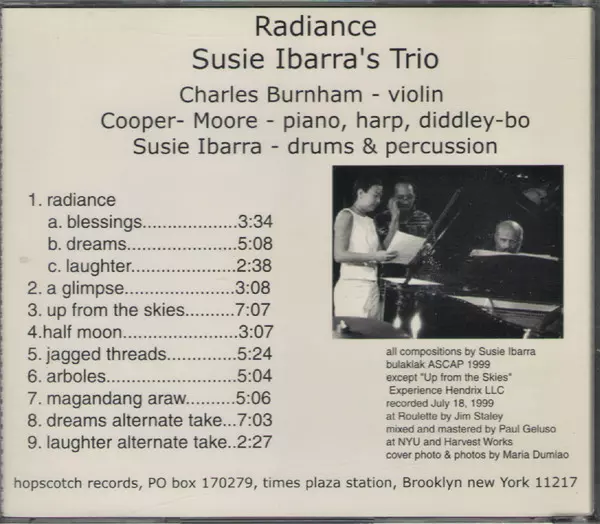 Radiance
Susie Ibarra's Trio
Charles Burnham - violin
Cooper- Moore - piano, harp, diddley-bo
Susie Ibarra - drums & percussion
1. radiance
a. blessings...................3:34
b. dreams......................5:08
c. laughter.....................2:38
2. a glimpse....................3:08
3. up from the skies..........7:07
4.half moon.......................3:07
5. jagged threads..............5:24
6. arboles..........................5:04
7. magandang araw..........5:06
8. dreams alternate take...7:03
9. laughter alternate take..2:27
all compositions by Susie Ibarra
bulaklak ASCAP 1999
except "Up from the Skies"
Experience Hendrix LLC
recorded July 18, 1999
at Roulette by Jim Staley
mixed and mastered by Paul Geluso
at NYU and Harvest Works
cover photo & photos by Maria Dumlao
hopscotch records, PO box 170279, times plaza station, Brooklyn new York 11217